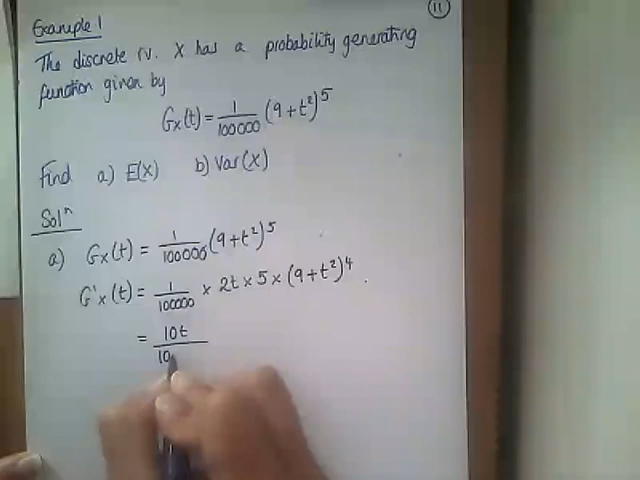 11
Example 1
The discrete r.v. X has a probability generating
function given by
Gx(t) = 1/100000 (9+t²)⁵
Find a) E(X) b) Var(X)
Solⁿ
a) Gx(t) = 1/100000 (9+t²)⁵
G'x(t) = 1/100000 × 2t × 5 × (9+t²)⁴.
= 10t/10